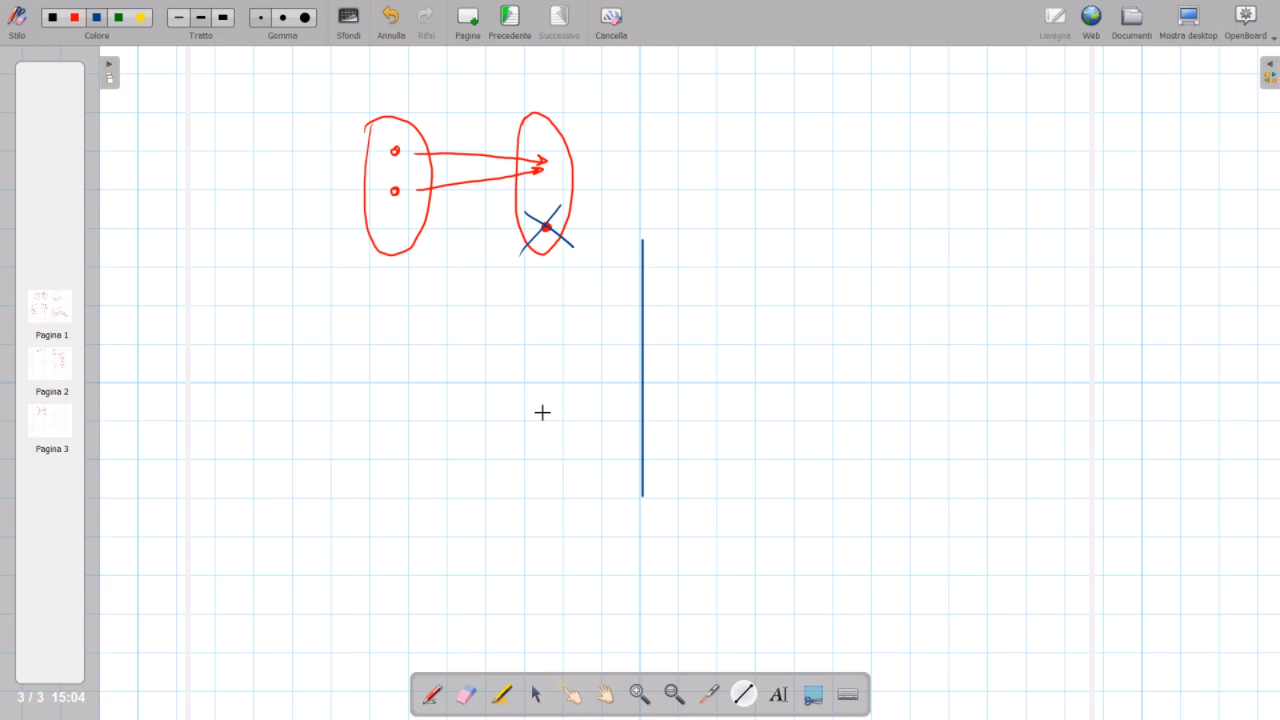 Stilo
Colore
Tratto
Gomma
Sfondi
Annulla
Rifai
Pagine
Precedente
Successivo
Cancella
Lavagna
Web
Documenti
Mostra desktop
OpenBoard
Pagina 1
Pagina 2
Pagina 3
3 / 3 15:04
AI